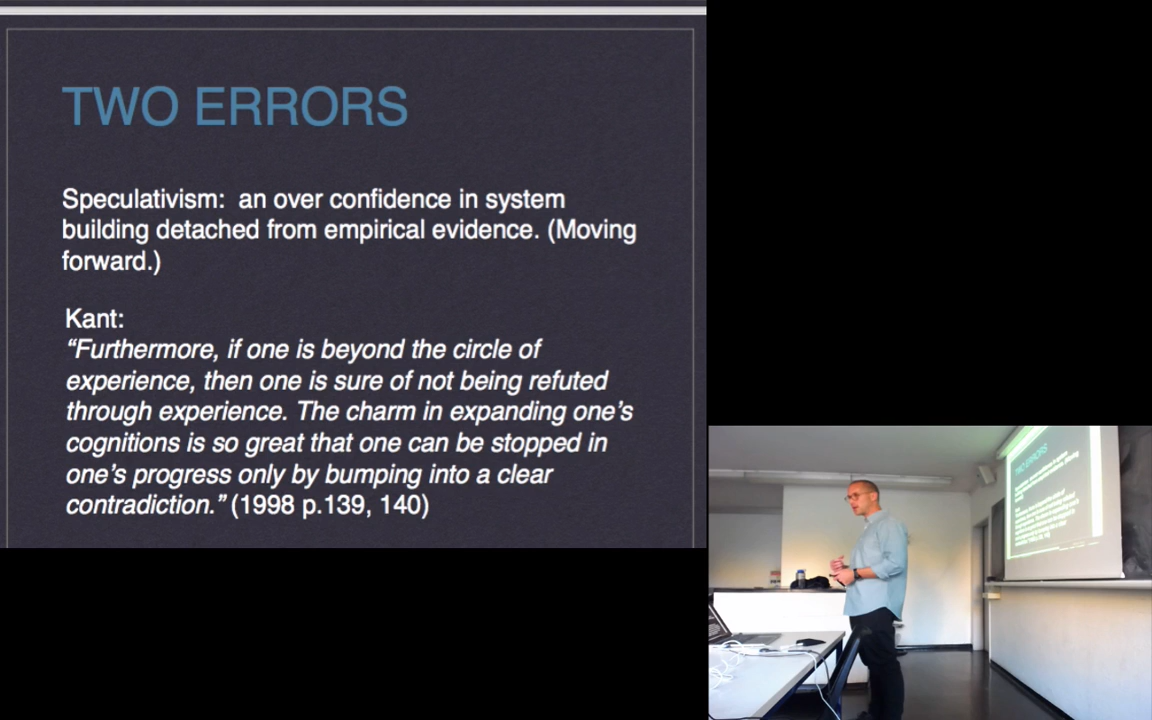 TWO ERRORS
Speculativism:  an over confidence in system
building detached from empirical evidence. (Moving
forward.)
Kant:
“Furthermore, if one is beyond the circle of
experience, then one is sure of not being refuted
through experience. The charm in expanding one’s
cognitions is so great that one can be stopped in
one’s progress only by bumping into a clear
contradiction.” (1998 p.139, 140)
TWO ERRORS